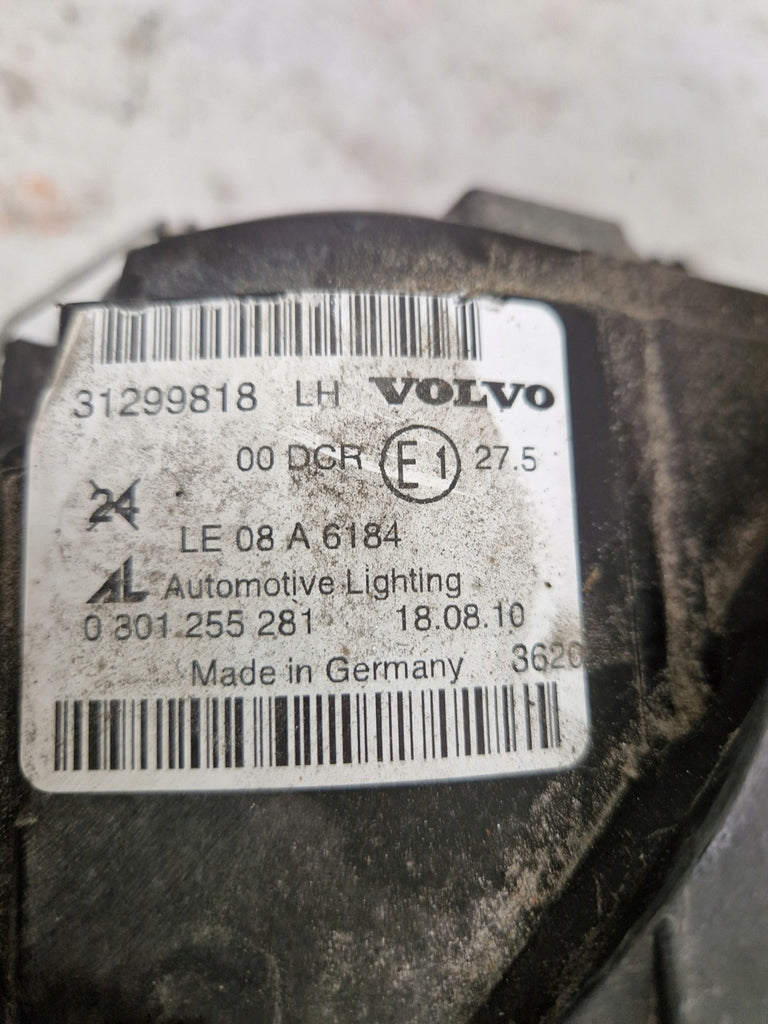 31299818 LH VOLVO
00 DCR E1 27.5
24
LE 08 A 6184
AL Automotive Lighting
0 301 255 281 18.08.10
Made in Germany 3620